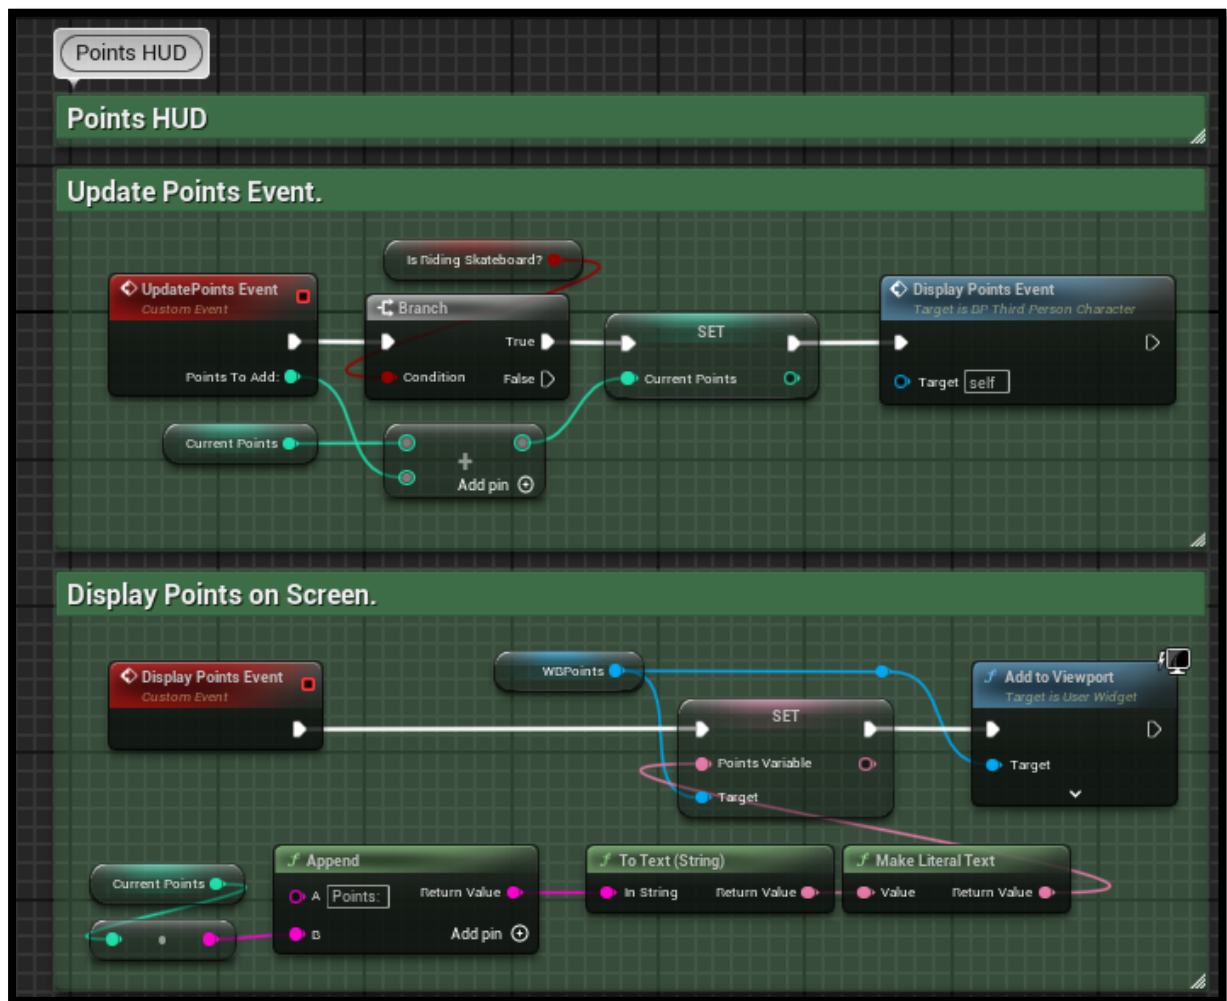 Points HUD
Points HUD
Update Points Event.
Is Riding Skateboard?
UpdatePoints Event
Custom Event
Points To Add:
Branch
True
Condition
False
SET
Current Points
Display Points Event
Target is BP Third Person Character
Target self
Current Points
Add pin
Display Points on Screen.
Display Points Event
Custom Event
WBPoints
SET
Points Variable
Target
Add to Viewport
Target is User Widget
Target
Current Points
Append
A Points:
Return Value
B
Add pin
To Text (String)
In String
Return Value
Make Literal Text
Value
Return Value